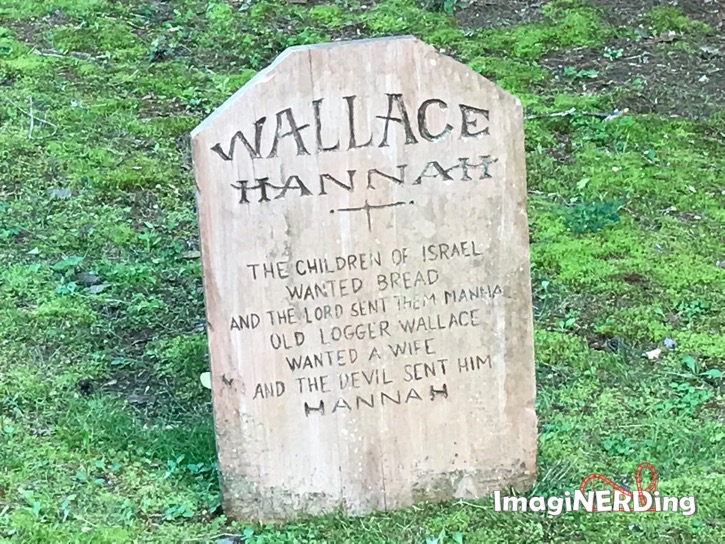 WALLACE
HANNAH
THE CHILDREN OF ISRAEL
WANTED BREAD
AND THE LORD SENT THEM MANNA
OLD LOGGER WALLACE
WANTED A WIFE
AND THE DEVIL SENT HIM
HANNAH
ImagiNERDing